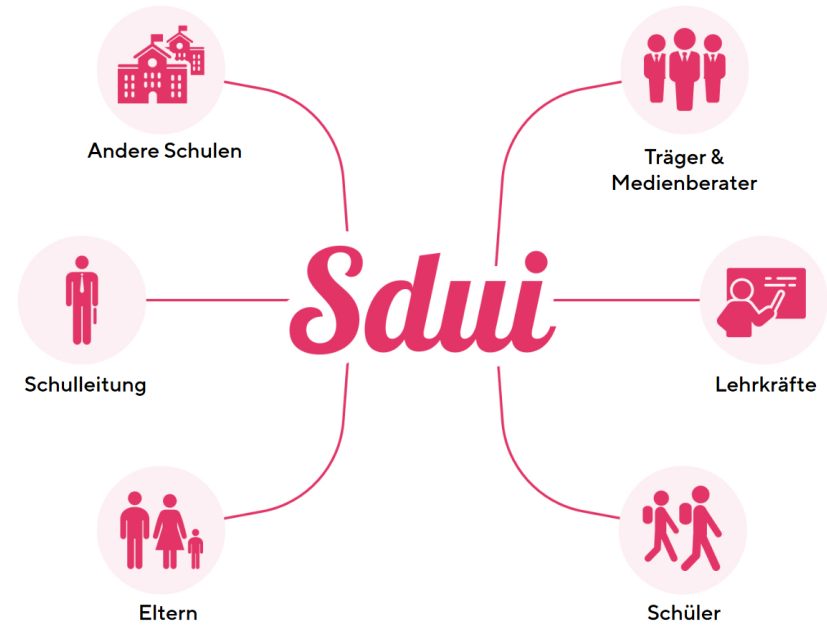 Andere Schulen
Träger &
Medienberater
Sdui
Schulleitung
Lehrkräfte
Eltern
Schüler